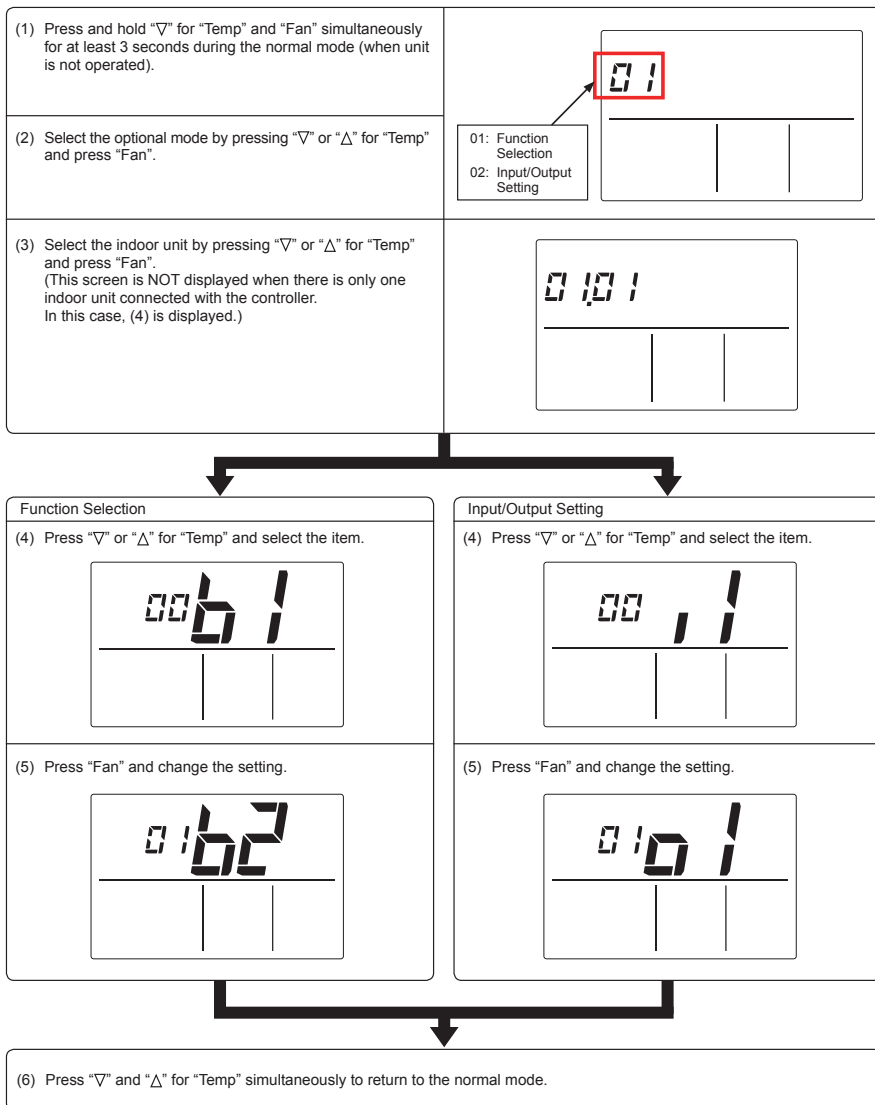 (1) Press and hold “▽” for “Temp” and “Fan” simultaneously
for at least 3 seconds during the normal mode (when unit
is not operated).
01
(2) Select the optional mode by pressing “▽” or “△” for “Temp”
and press “Fan”.
01: Function
Selection
02: Input/Output
Setting
(3) Select the indoor unit by pressing “▽” or “△” for “Temp”
and press “Fan”.
(This screen is NOT displayed when there is only one
indoor unit connected with the controller.
In this case, (4) is displayed.)
01.01
Function Selection
(4) Press “▽” or “△” for “Temp” and select the item.
00 b1
(5) Press “Fan” and change the setting.
01 b2
Input/Output Setting
(4) Press “▽” or “△” for “Temp” and select the item.
00 i1
(5) Press “Fan” and change the setting.
01 o1
(6) Press “▽” and “△” for “Temp” simultaneously to return to the normal mode.